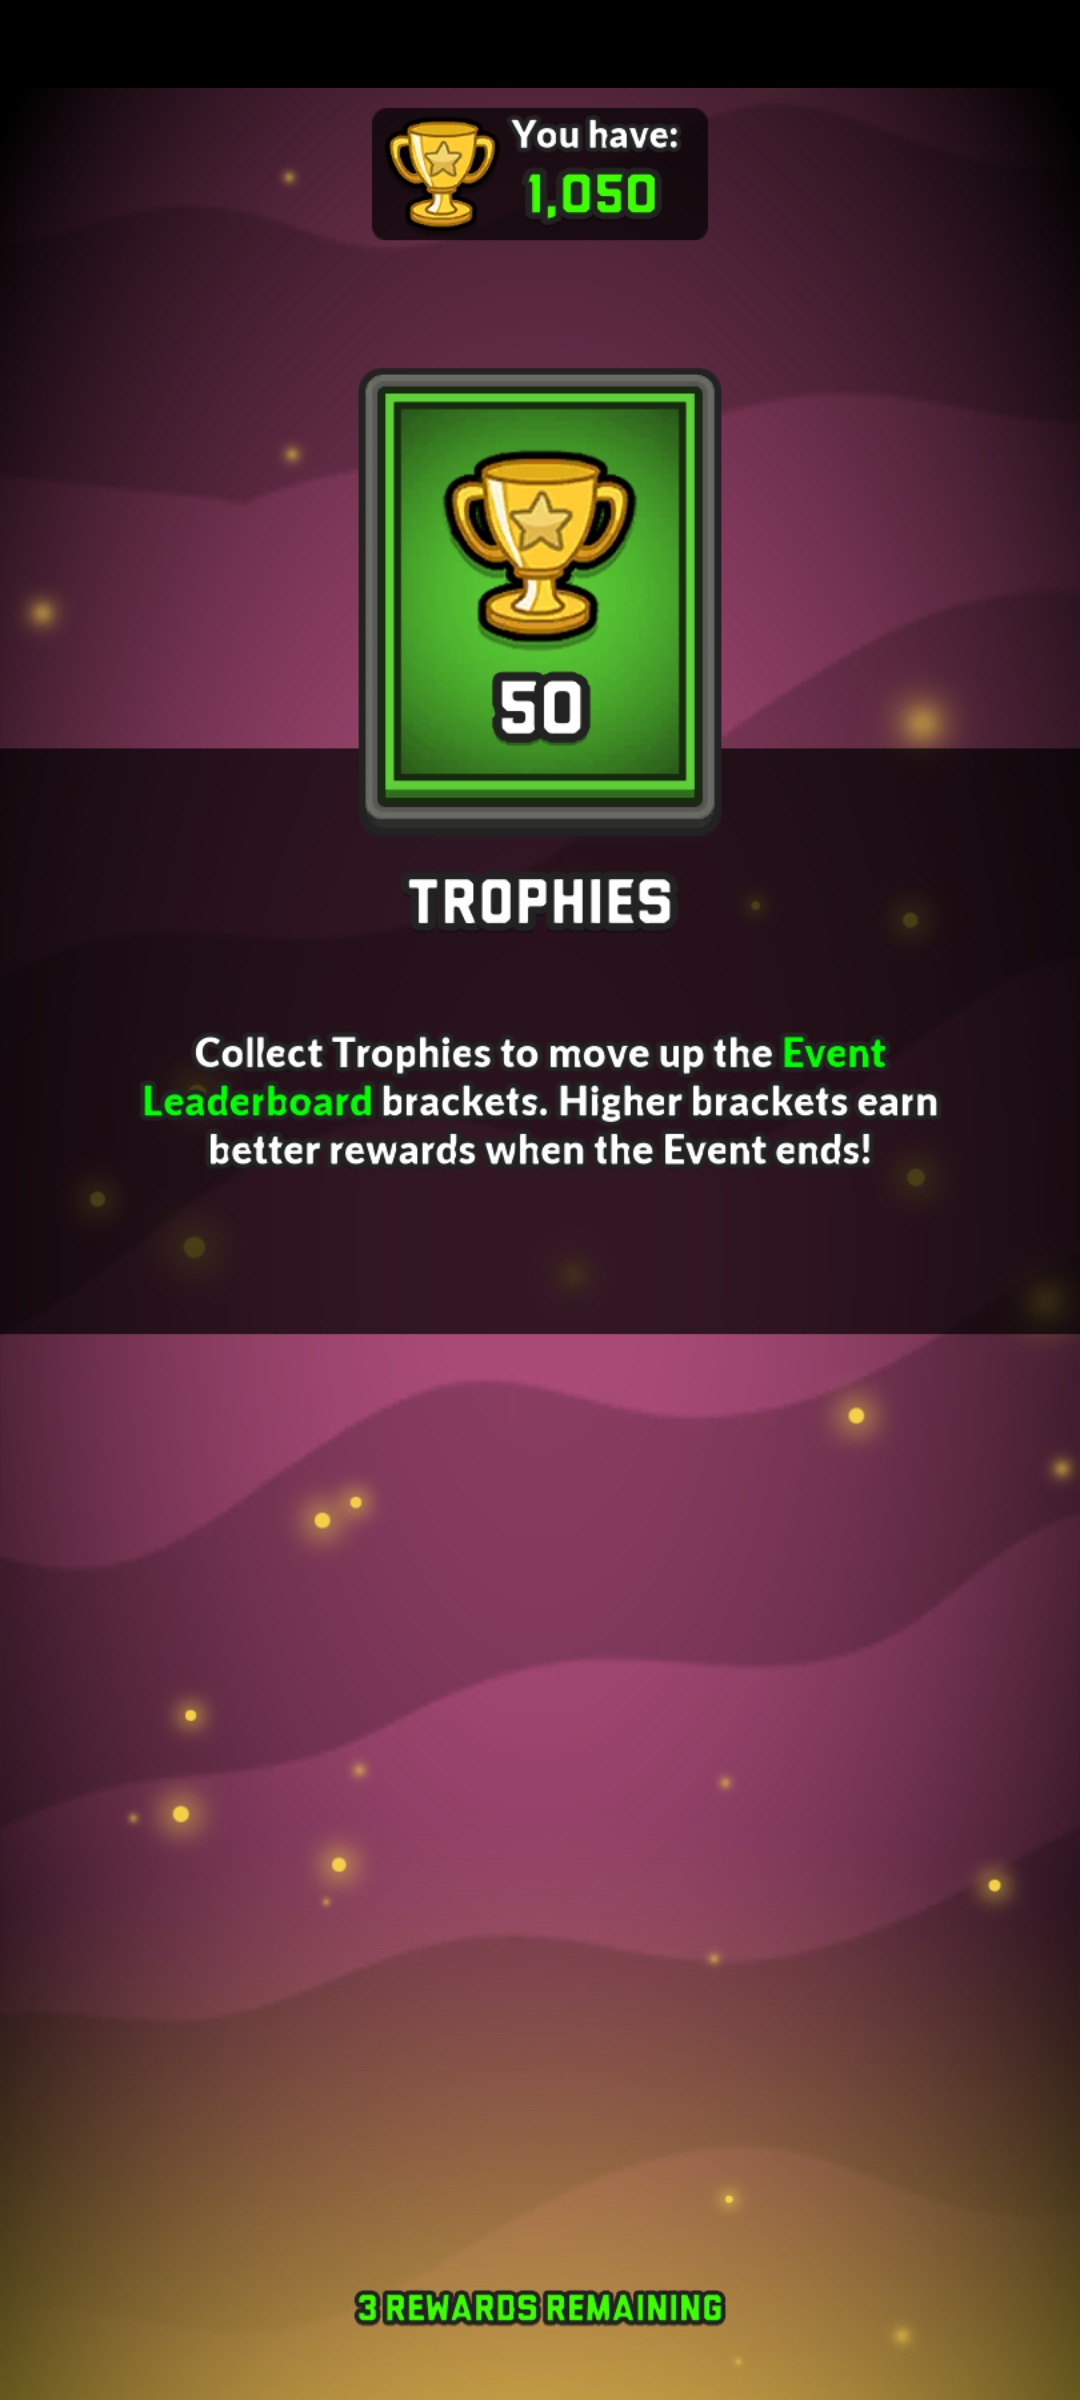 You have:
1,050
50
TROPHIES
Collect Trophies to move up the Event
Leaderboard brackets. Higher brackets earn
better rewards when the Event ends!
3 REWARDS REMAINING